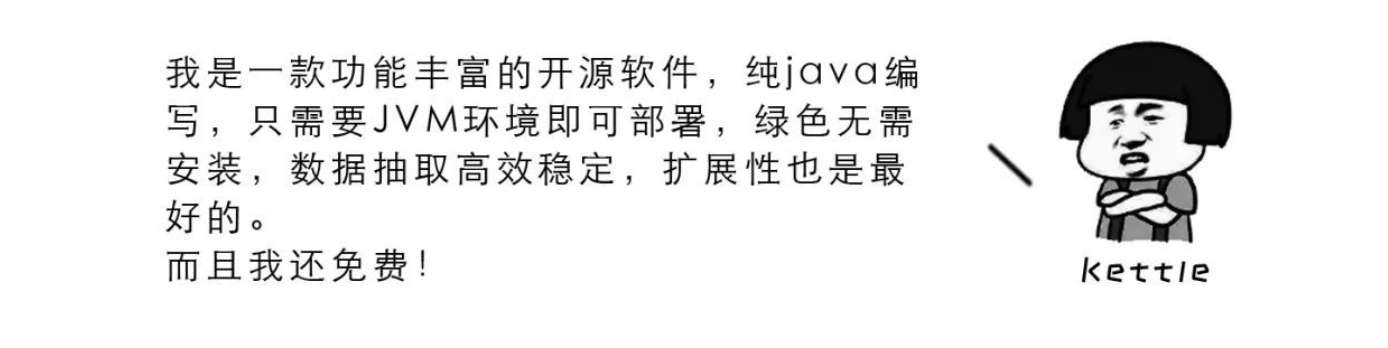 我是一款功能丰富的开源软件，纯java编
写，只需要JVM环境即可部署，绿色无需
安装，数据抽取高效稳定，扩展性也是最
好的。
而且我还免费！
kettle